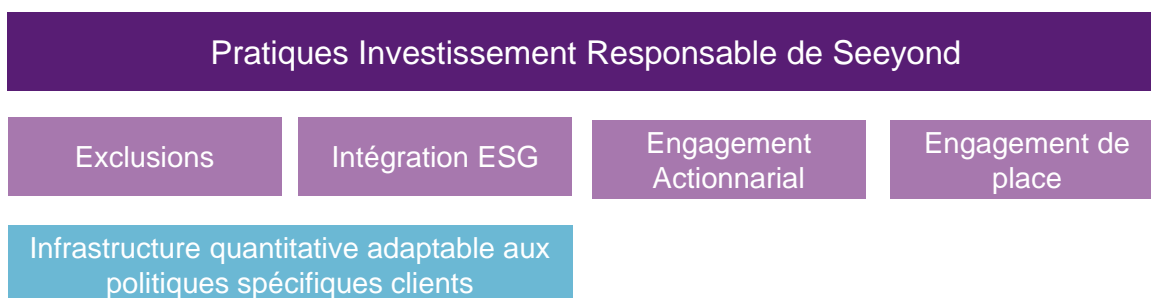 Pratiques Investissement Responsable de Seeyond
Exclusions
Intégration ESG
Engagement
Actionnarial
Engagement de
place
Infrastructure quantitative adaptable aux
politiques spécifiques clients